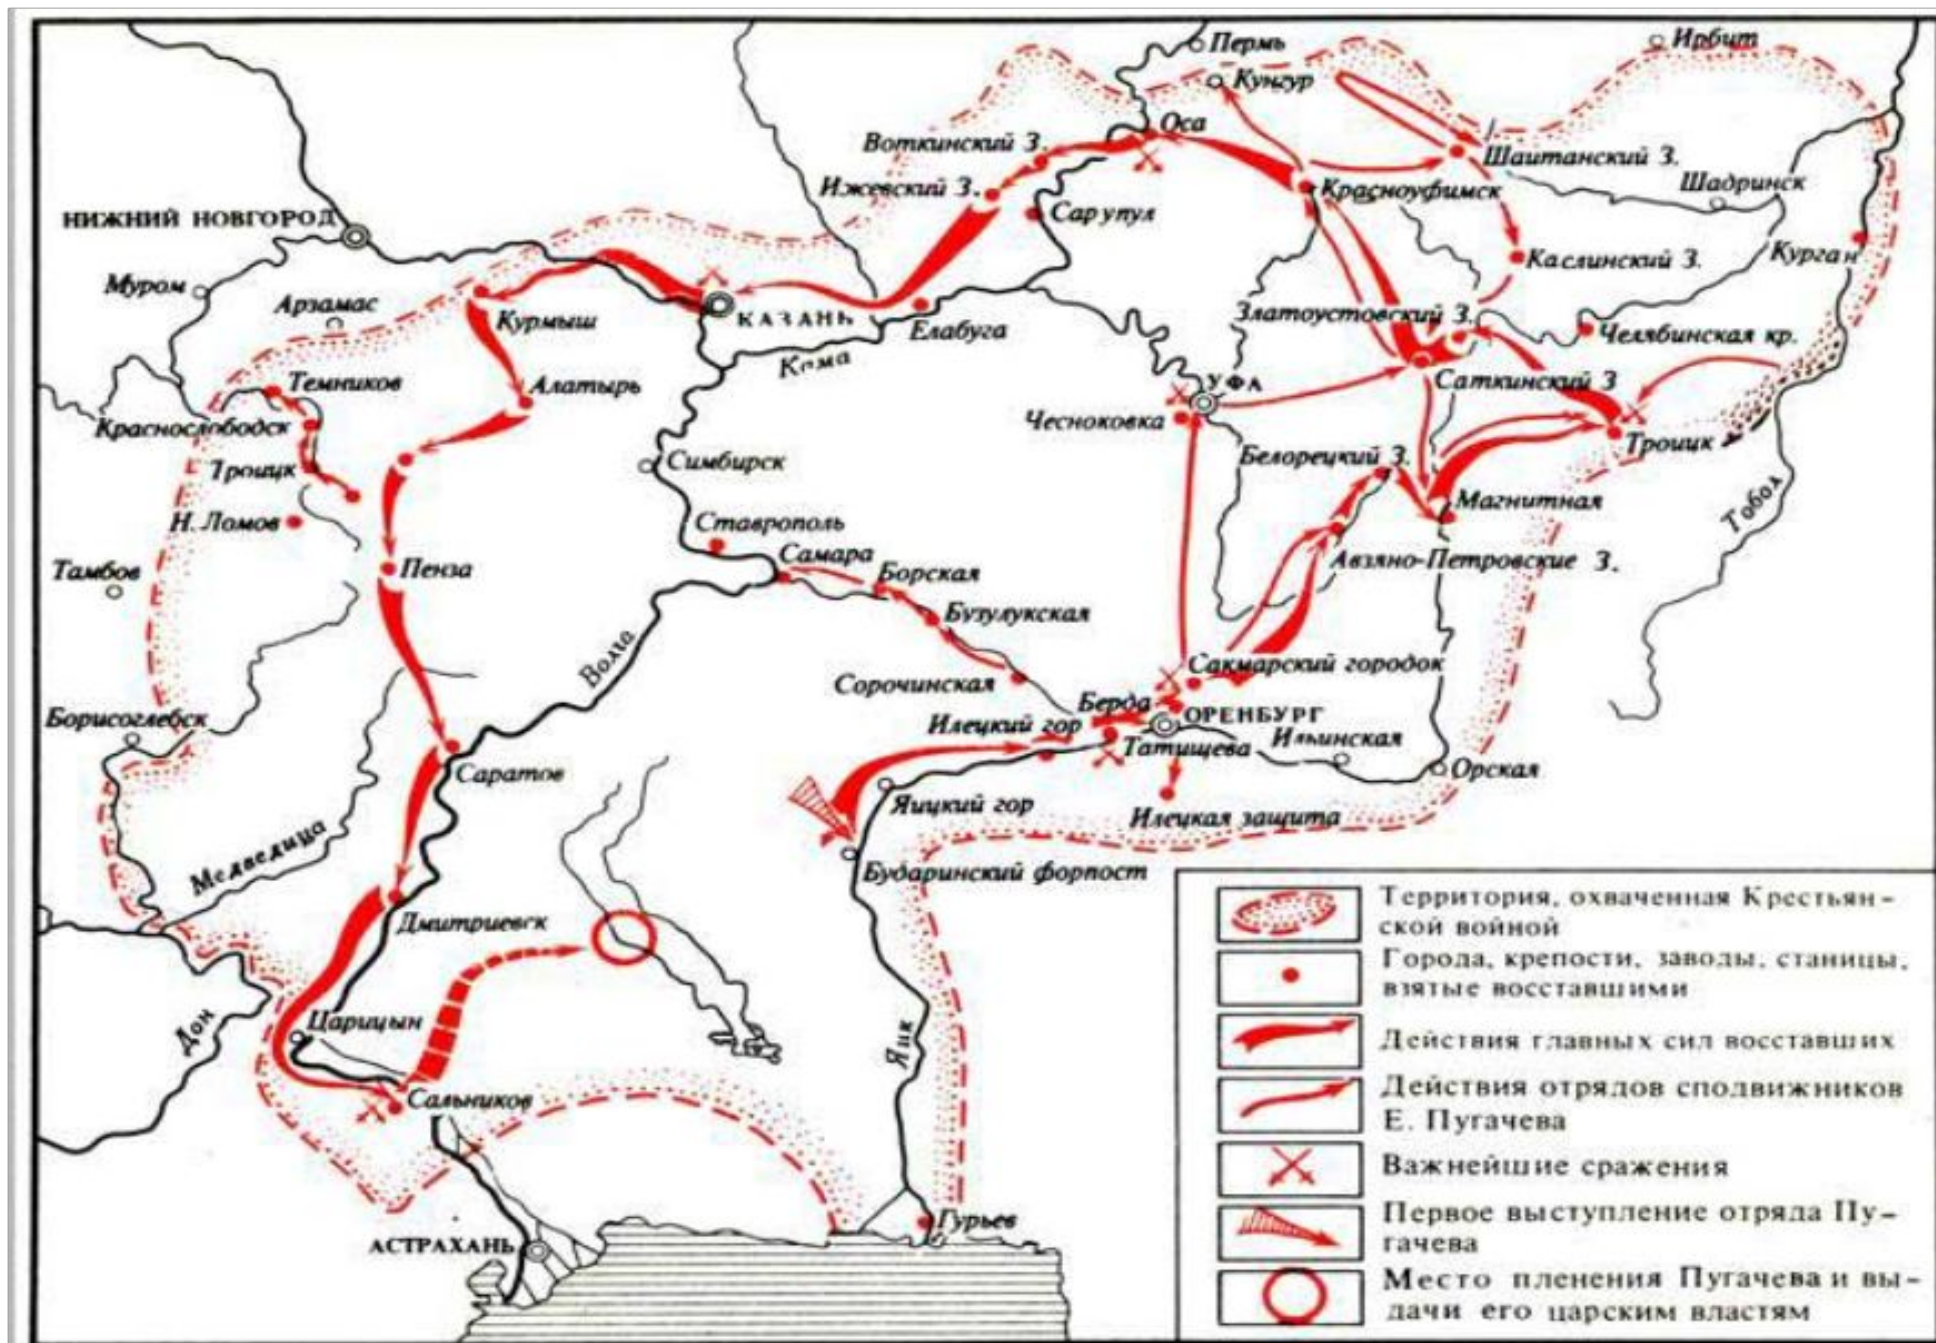 Пермь
Ирбит
Кунгур
Оса
Воткинский З.
Шаитанский З.
Ижевский З.
Красноуфимск
Шадринск
Сарупул
НИЖНИЙ НОВГОРОД
Каслинский З.
Курган
Муром
Арзамас
Курмыш
КАЗАНЬ
Елабуга
Златоустовский З.
Челябинская кр.
Кама
Темников
Алатырь
УФА
Саткинский З
Чесноковка
Краснослободск
Троицк
Симбирск
Белорецкий З.
Троицк
Магнитная
Тобол
Н. Ломов
Ставрополь
Самара
Авзяно-Петровские З.
Тамбов
Пенза
Борская
Бузулукская
Волга
Сакмарский городок
Сорочинская
Берда
Борисоглебск
Илецкий гор
ОРЕНБУРГ
Татищева
Ильинская
Саратов
Орская
Яицкий гор
Илецкая защита
Медведица
Бударинский форпост
Дмитриевск
Дон
Царицын
Яик
Сальников
АСТРАХАНЬ
Гурьев
Территория, охваченная Крестьян-
ской войной
Города, крепости, заводы, станицы,
взятые восставшими
Действия главных сил восставших
Действия отрядов сподвижников
Е. Пугачева
Важнейшие сражения
Первое выступление отряда Пу-
гачева
Место пленения Пугачева и вы-
дачи его царским властям